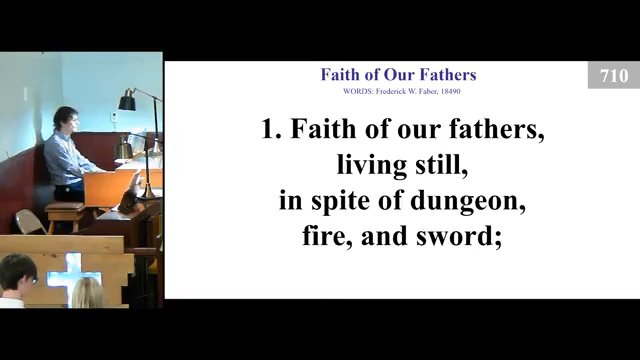 Faith of Our Fathers
710
WORDS: Frederick W. Faber, 18490
1. Faith of our fathers,
living still,
in spite of dungeon,
fire, and sword;